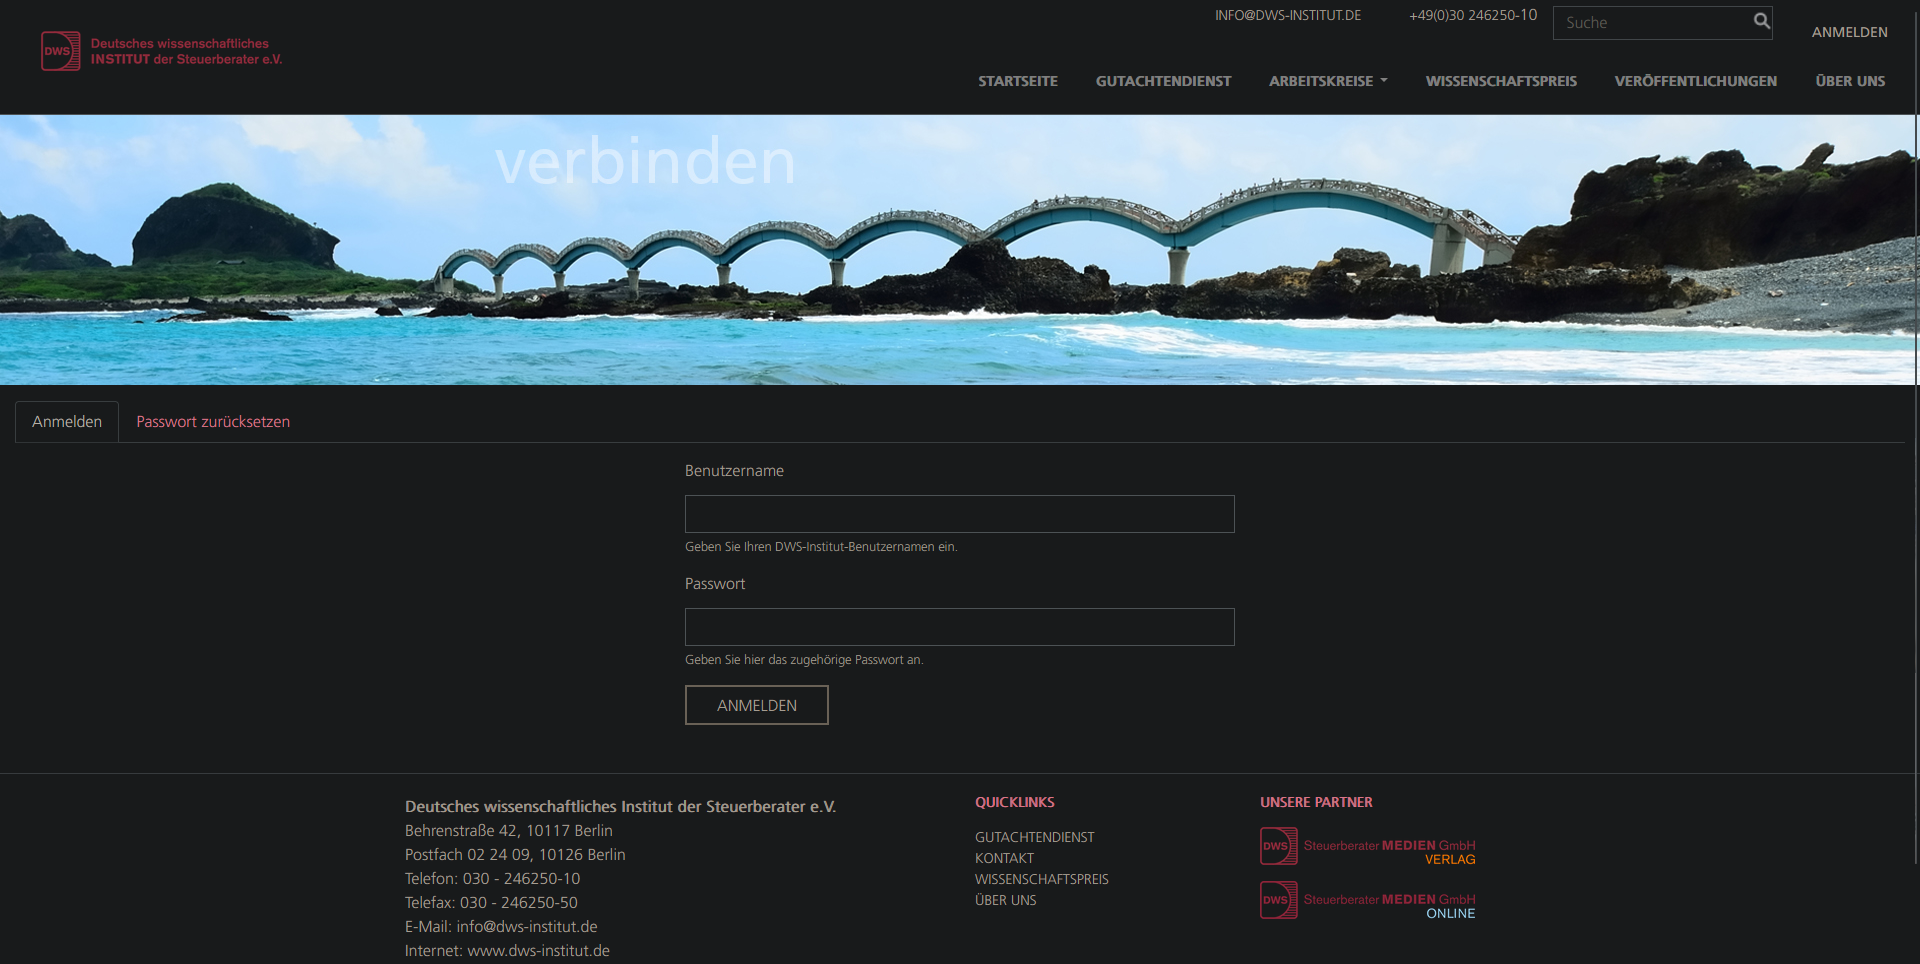 INFO@DWS-INSTITUT.DE +49(0)30 246250-10 Suche ANMELDEN
DWS Deutsches wissenschaftliches
INSTITUT der Steuerberater e.V.
STARTSEITE GUTACHTENDIENST ARBEITSKREISE WISSENSCHAFTSPREIS VERÖFFENTLICHUNGEN ÜBER UNS
verbinden
Anmelden Passwort zurücksetzen
Benutzername
Geben Sie Ihren DWS-Institut-Benutzernamen ein.
Passwort
Geben Sie hier das zugehörige Passwort an.
ANMELDEN
Deutsches wissenschaftliches Institut der Steuerberater e.V.
Behrenstraße 42, 10117 Berlin
Postfach 02 24 09, 10126 Berlin
Telefon: 030 - 246250-10
Telefax: 030 - 246250-50
E-Mail: info@dws-institut.de
Internet: www.dws-institut.de
QUICKLINKS
GUTACHTENDIENST
KONTAKT
WISSENSCHAFTSPREIS
ÜBER UNS
UNSERE PARTNER
DWS Steuerberater MEDIEN GmbH
VERLAG
DWS Steuerberater MEDIEN GmbH
ONLINE